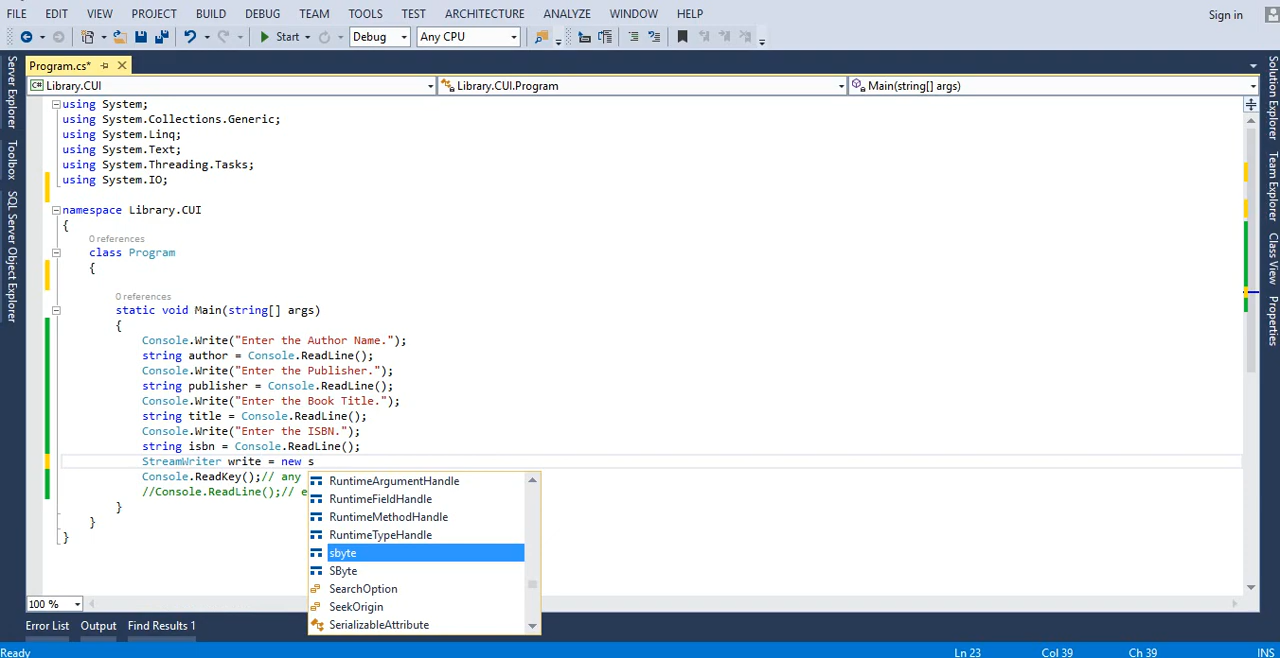 FILE EDIT VIEW PROJECT BUILD DEBUG TEAM TOOLS TEST ARCHITECTURE ANALYZE WINDOW HELP Sign in
Start Debug Any CPU
Program.cs*
Library.CUI Library.CUI.Program Main(string[] args)
using System;
using System.Collections.Generic;
using System.Linq;
using System.Text;
using System.Threading.Tasks;
using System.IO;
namespace Library.CUI
{
0 references
class Program
{
0 references
static void Main(string[] args)
{
Console.Write("Enter the Author Name.");
string author = Console.ReadLine();
Console.Write("Enter the Publisher.");
string publisher = Console.ReadLine();
Console.Write("Enter the Book Title.");
string title = Console.ReadLine();
Console.Write("Enter the ISBN.");
string isbn = Console.ReadLine();
StreamWriter write = new s
Console.ReadKey();// any
//Console.ReadLine();// e
}
}
}
RuntimeArgumentHandle
RuntimeFieldHandle
RuntimeMethodHandle
RuntimeTypeHandle
sbyte
SByte
SearchOption
SeekOrigin
SerializableAttribute
Server Explorer
Toolbox
SQL Server Object Explorer
Solution Explorer
Team Explorer
Class View
Properties
100 %
Error List Output Find Results 1
Ready Ln 23 Col 39 Ch 39 INS